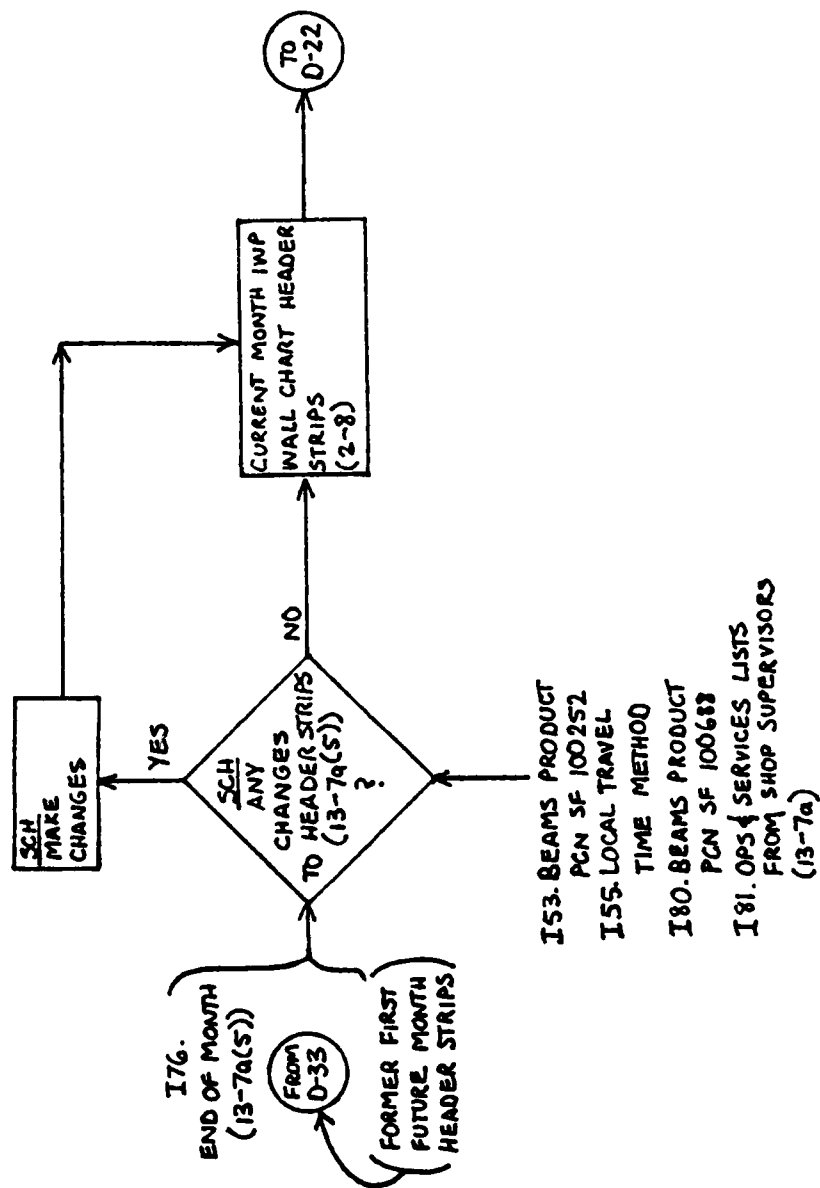 I76.
END OF MONTH
(13-7a(5))
FROM
D-33
FORMER FIRST
FUTURE MONTH
HEADER STRIPS
SCH
MAKE
CHANGES
YES
SCH
ANY
CHANGES
TO HEADER STRIPS
(13-7a(5))
?
NO
I53. BEAMS PRODUCT
PCN SF 100252
I55. LOCAL TRAVEL
TIME METHOD
I80. BEAMS PRODUCT
PCN SF 100688
I81. OPS & SERVICES LISTS
FROM SHOP SUPERVISORS
(13-7a)
CURRENT MONTH IWP
WALL CHART HEADER
STRIPS
(2-8)
TO
D-22